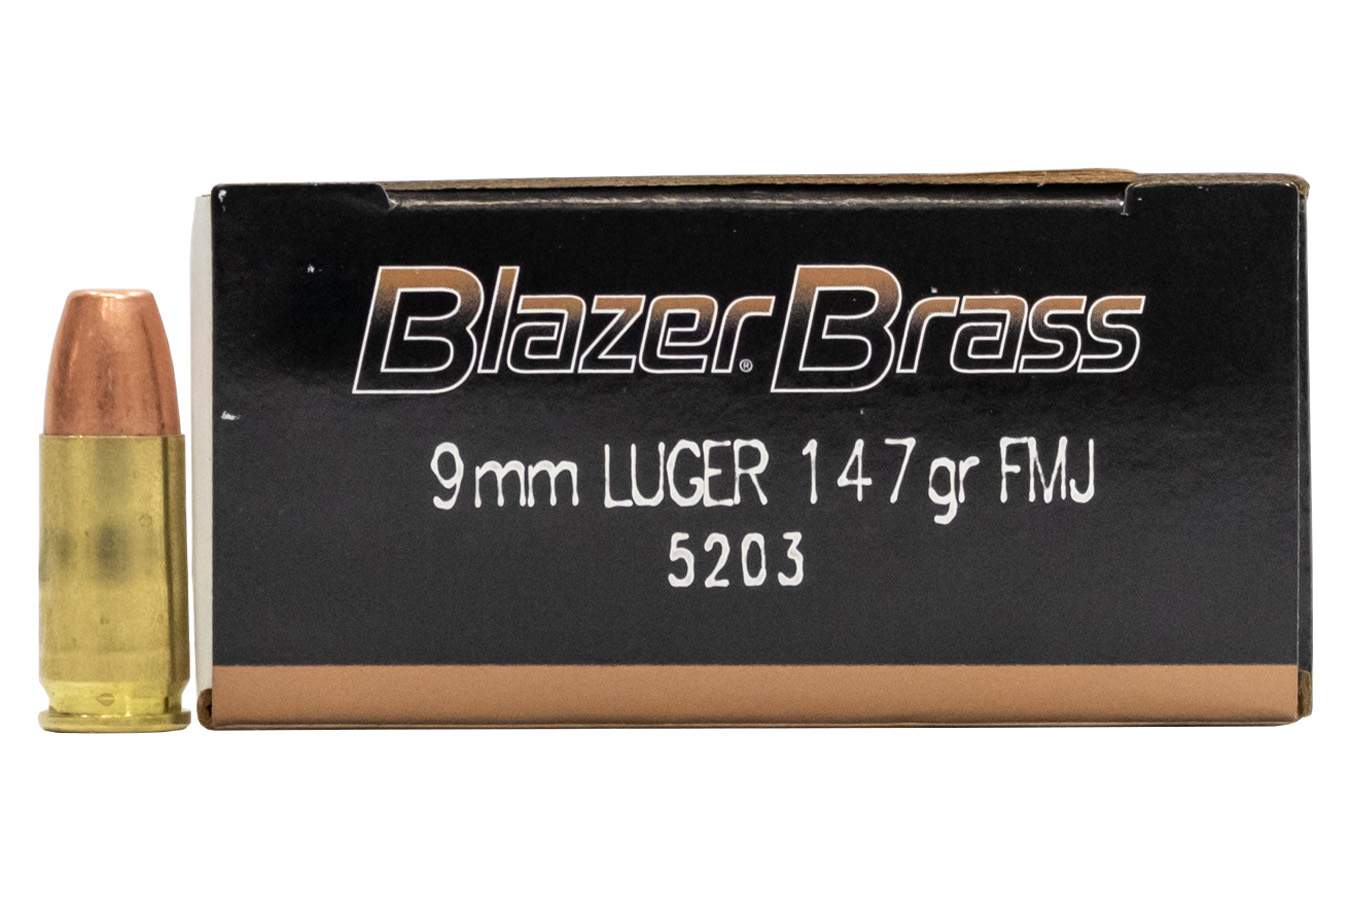 Blazer® Brass
9mm LUGER 147gr FMJ
5203